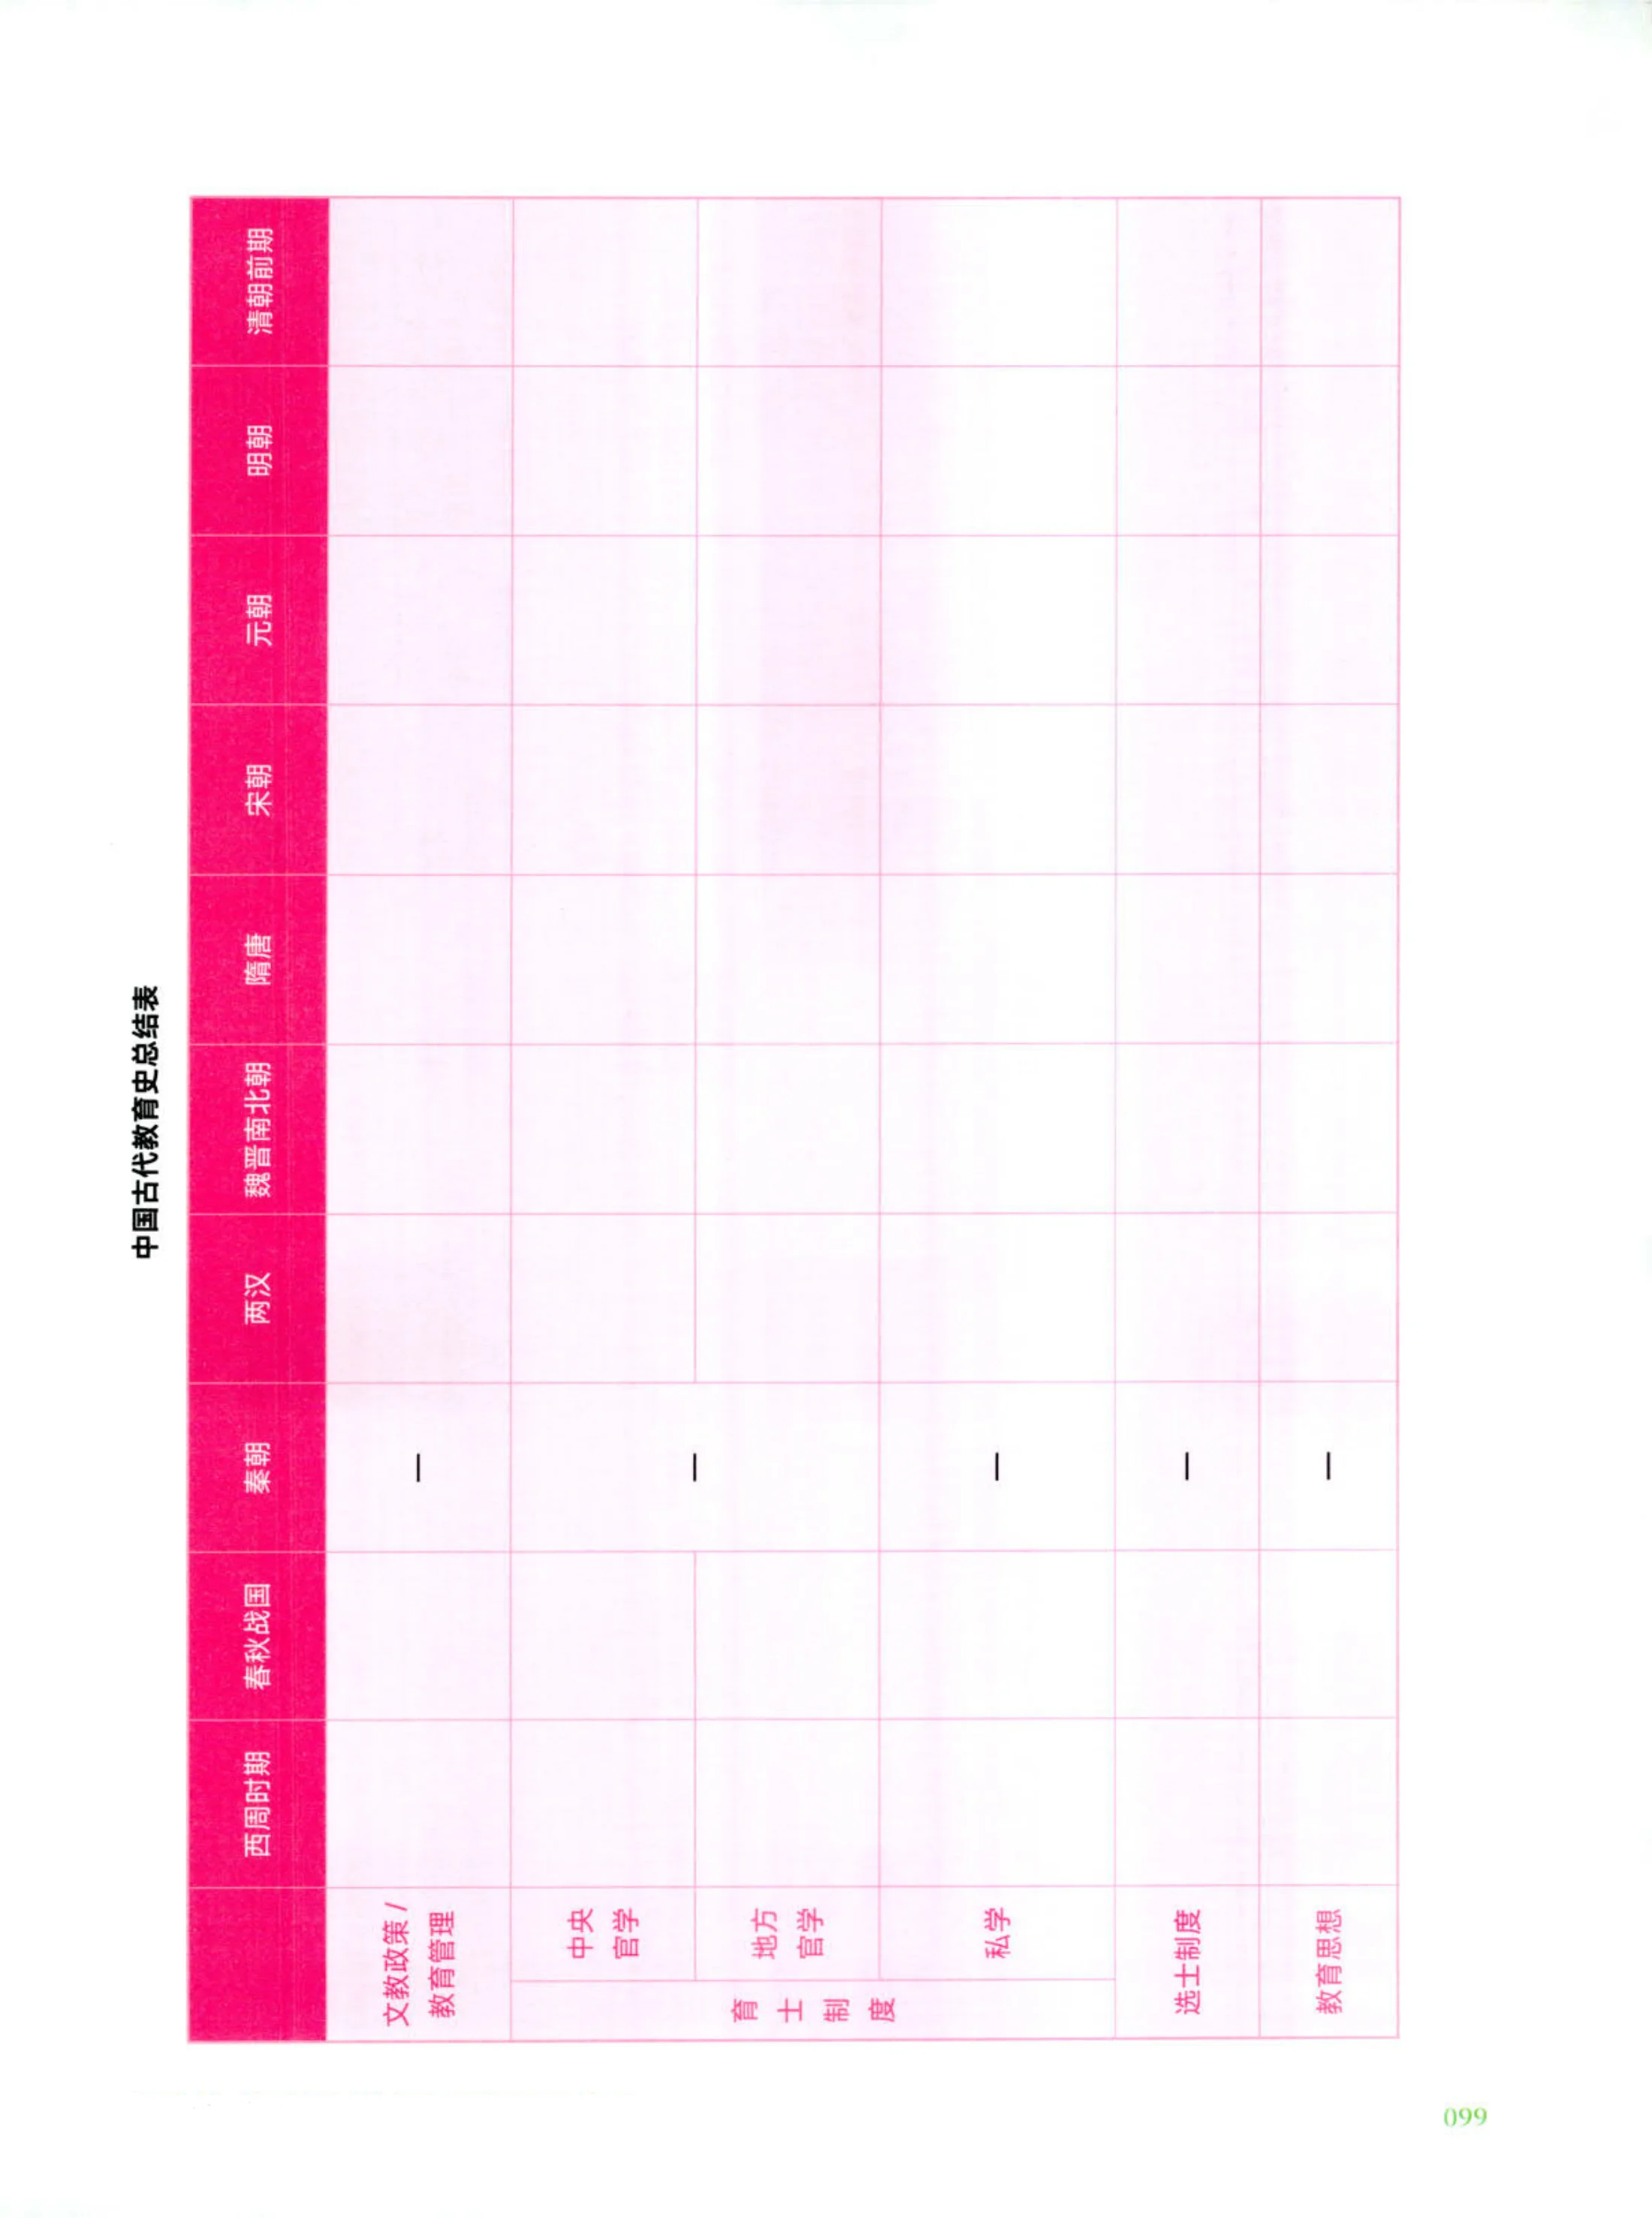 中国古代教育史总结表
西周时期 春秋战国 秦朝 两汉 魏晋南北朝 隋唐 宋朝 元朝 明朝 清朝前期
文教政策/
教育管理
—
育士制度
中央
官学
地方
官学
—
私学
—
选士制度
—
教育思想
—
099